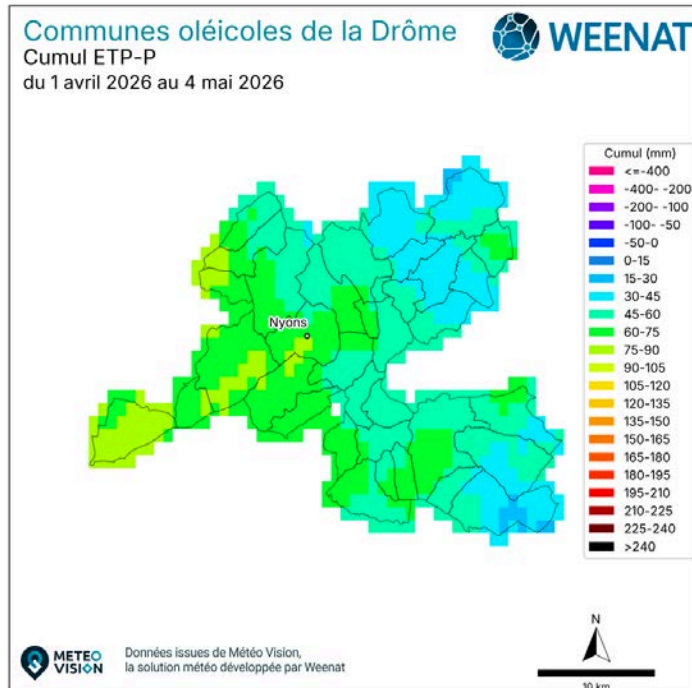 Communes oléicoles de la Drôme
Cumul ETP-P
du 1 avril 2026 au 4 mai 2026
WEENAT
Cumul (mm)
<=-400
-400- -200
-200- -100
-100- -50
-50-0
0-15
15-30
30-45
45-60
60-75
75-90
90-105
105-120
120-135
135-150
150-165
165-180
180-195
195-210
210-225
225-240
>240
Nyons
METEO
VISION
Données issues de Météo Vision,
la solution météo développée par Weenat
N
10 km